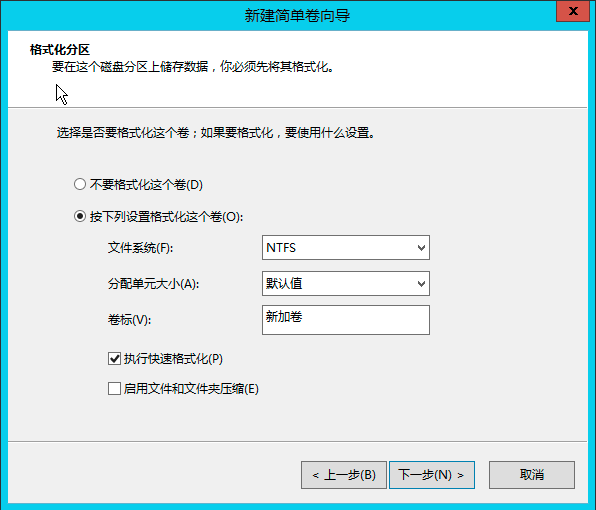 新建简单卷向导
x
格式化分区
要在这个磁盘分区上储存数据，你必须先将其格式化。
选择是否要格式化这个卷；如果要格式化，要使用什么设置。
不要格式化这个卷(D)
按下列设置格式化这个卷(O):
文件系统(F): NTFS
分配单元大小(A): 默认值
卷标(V): 新加卷
执行快速格式化(P)
启用文件和文件夹压缩(E)
< 上一步(B) 下一步(N) > 取消